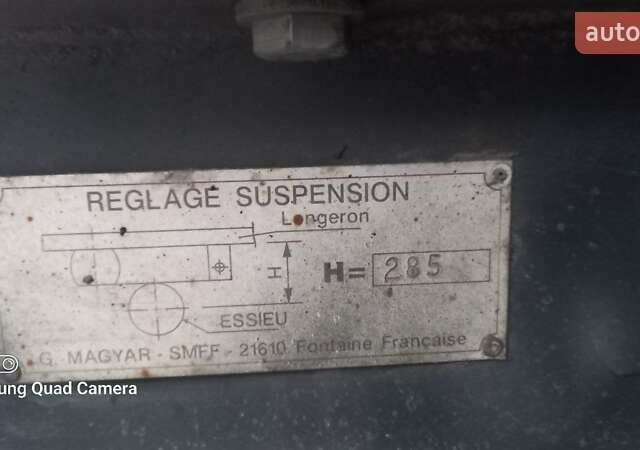 auto
REGLAGE SUSPENSION
Longeron
H
H= 285
ESSIEU
G. MAGYAR - SMFF - 21610 Fontaine Française
ung Quad Camera